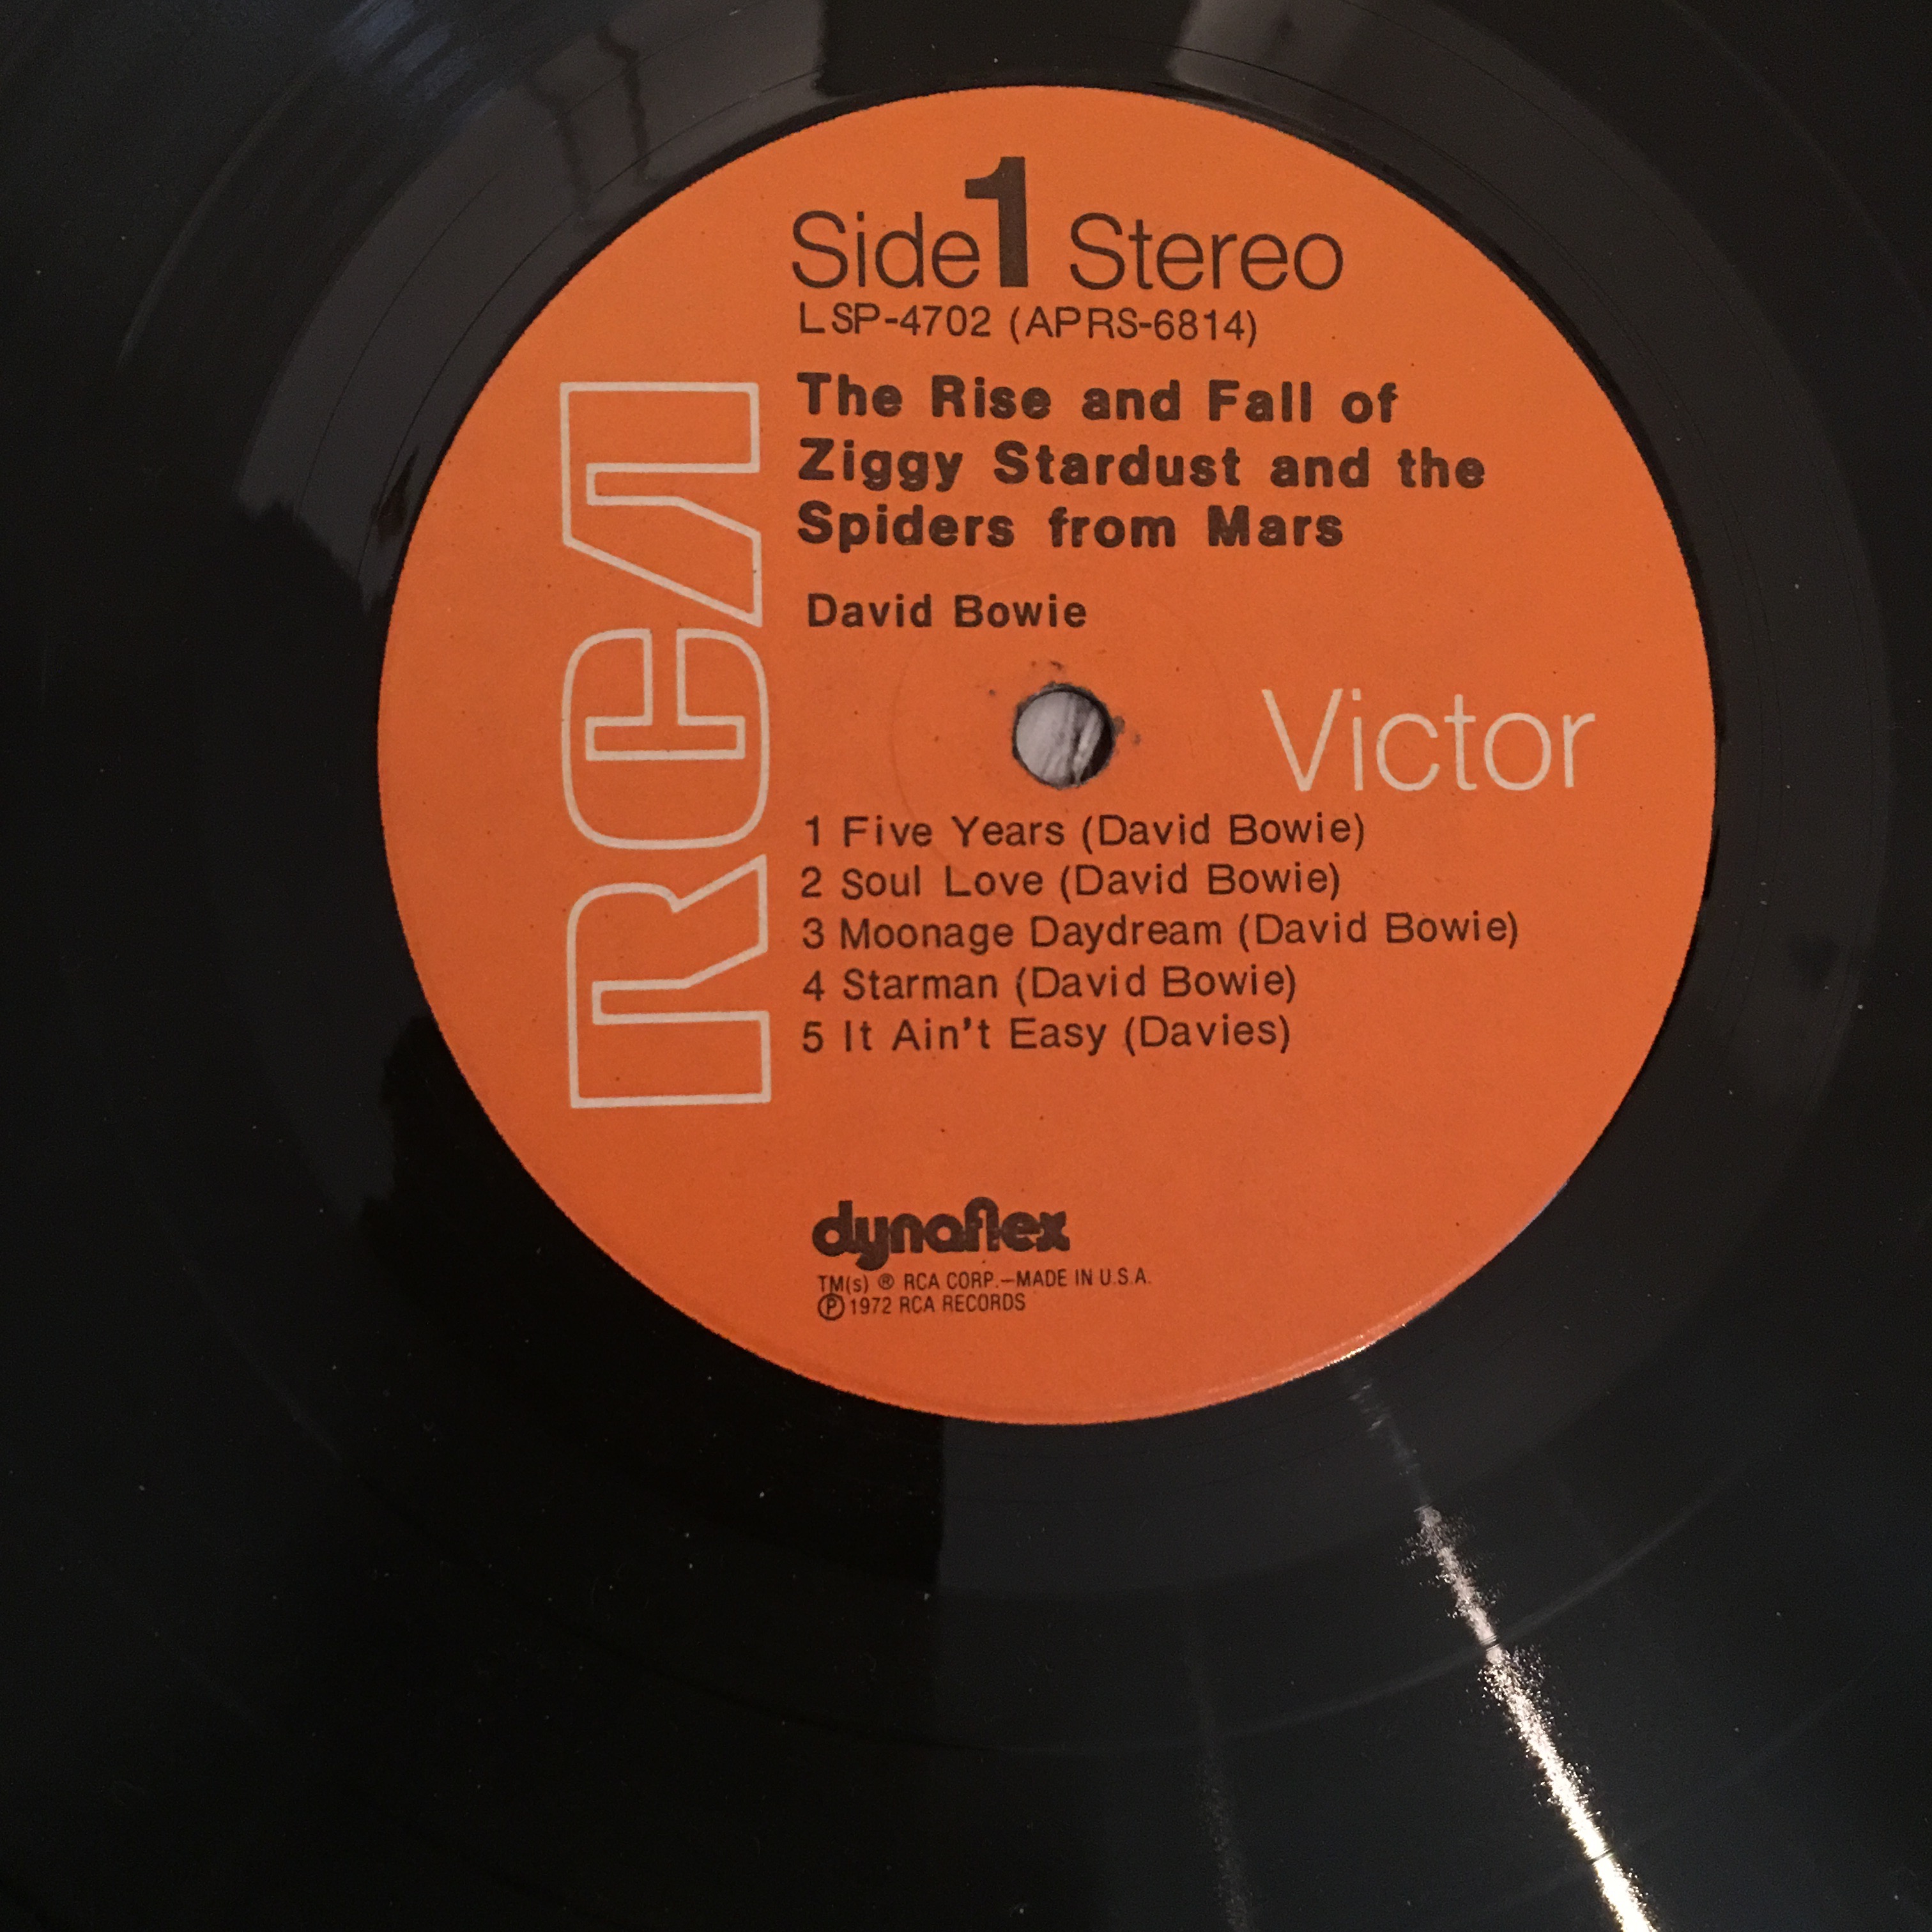 Side 1 Stereo
LSP-4702 (APRS-6814)
The Rise and Fall of
Ziggy Stardust and the
Spiders from Mars
David Bowie
RCA
Victor
1 Five Years (David Bowie)
2 Soul Love (David Bowie)
3 Moonage Daydream (David Bowie)
4 Starman (David Bowie)
5 It Ain't Easy (Davies)
dynaflex
TM(s) ® RCA CORP.–MADE IN U.S.A.
℗ 1972 RCA RECORDS